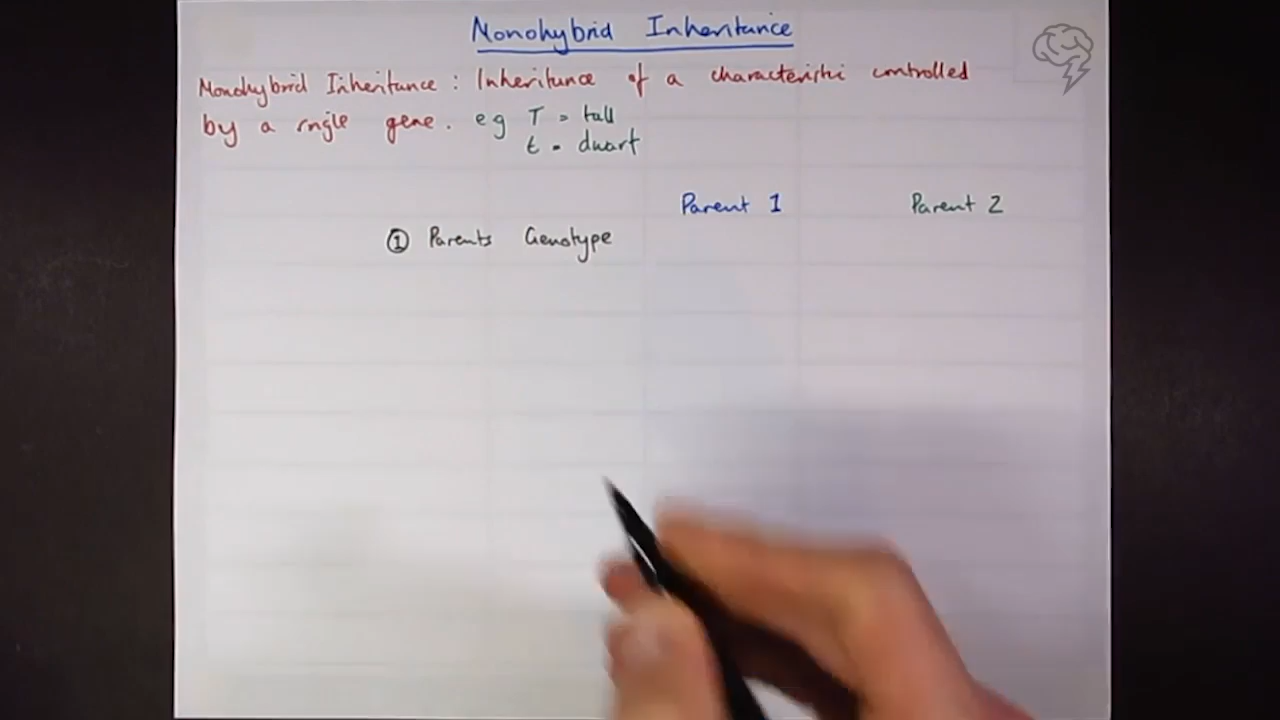 Monohybrid Inheritance
Monohybrid Inheritance : Inheritance of a characteristic controlled
by a single gene. eg T = tall
t = dwarf
Parent 1 Parent 2
① Parents Genotype